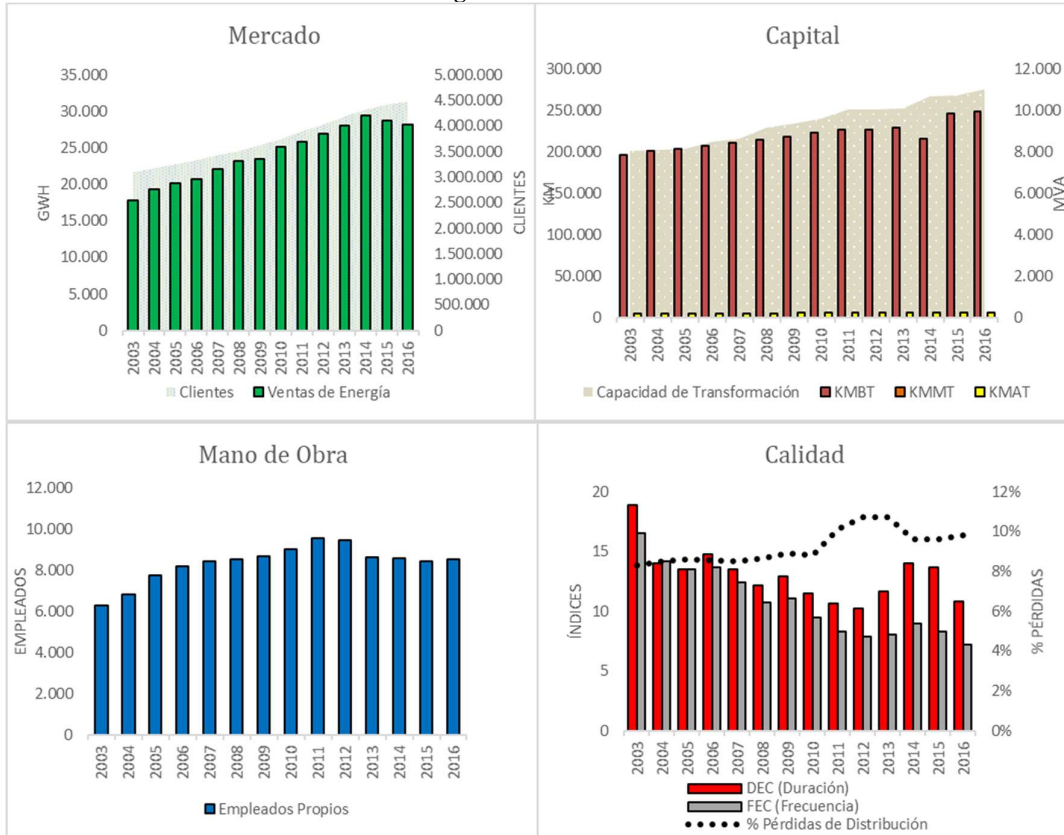 Mercado
35.000
30.000
25.000
20.000
15.000
10.000
5.000
0
GWH
5.000.000
4.500.000
4.000.000
3.500.000
3.000.000
2.500.000
2.000.000
1.500.000
1.000.000
500.000
0
CLIENTES
2003 2004 2005 2006 2007 2008 2009 2010 2011 2012 2013 2014 2015 2016
Clientes Ventas de Energía
Capital
300.000
250.000
200.000
150.000
100.000
50.000
0
KM
12.000
10.000
8.000
6.000
4.000
2.000
0
MVA
2003 2004 2005 2006 2007 2008 2009 2010 2011 2012 2013 2014 2015 2016
Capacidad de Transformación KMBT KMMT KMAT
Mano de Obra
12.000
10.000
8.000
6.000
4.000
2.000
0
EMPLEADOS
2003 2004 2005 2006 2007 2008 2009 2010 2011 2012 2013 2014 2015 2016
Empleados Propios
Calidad
20
15
10
5
0
ÍNDICES
12%
10%
8%
6%
4%
2%
0%
% PÉRDIDAS
2003 2004 2005 2006 2007 2008 2009 2010 2011 2012 2013 2014 2015 2016
DEC (Duración)
FEC (Frecuencia)
% Pérdidas de Distribución